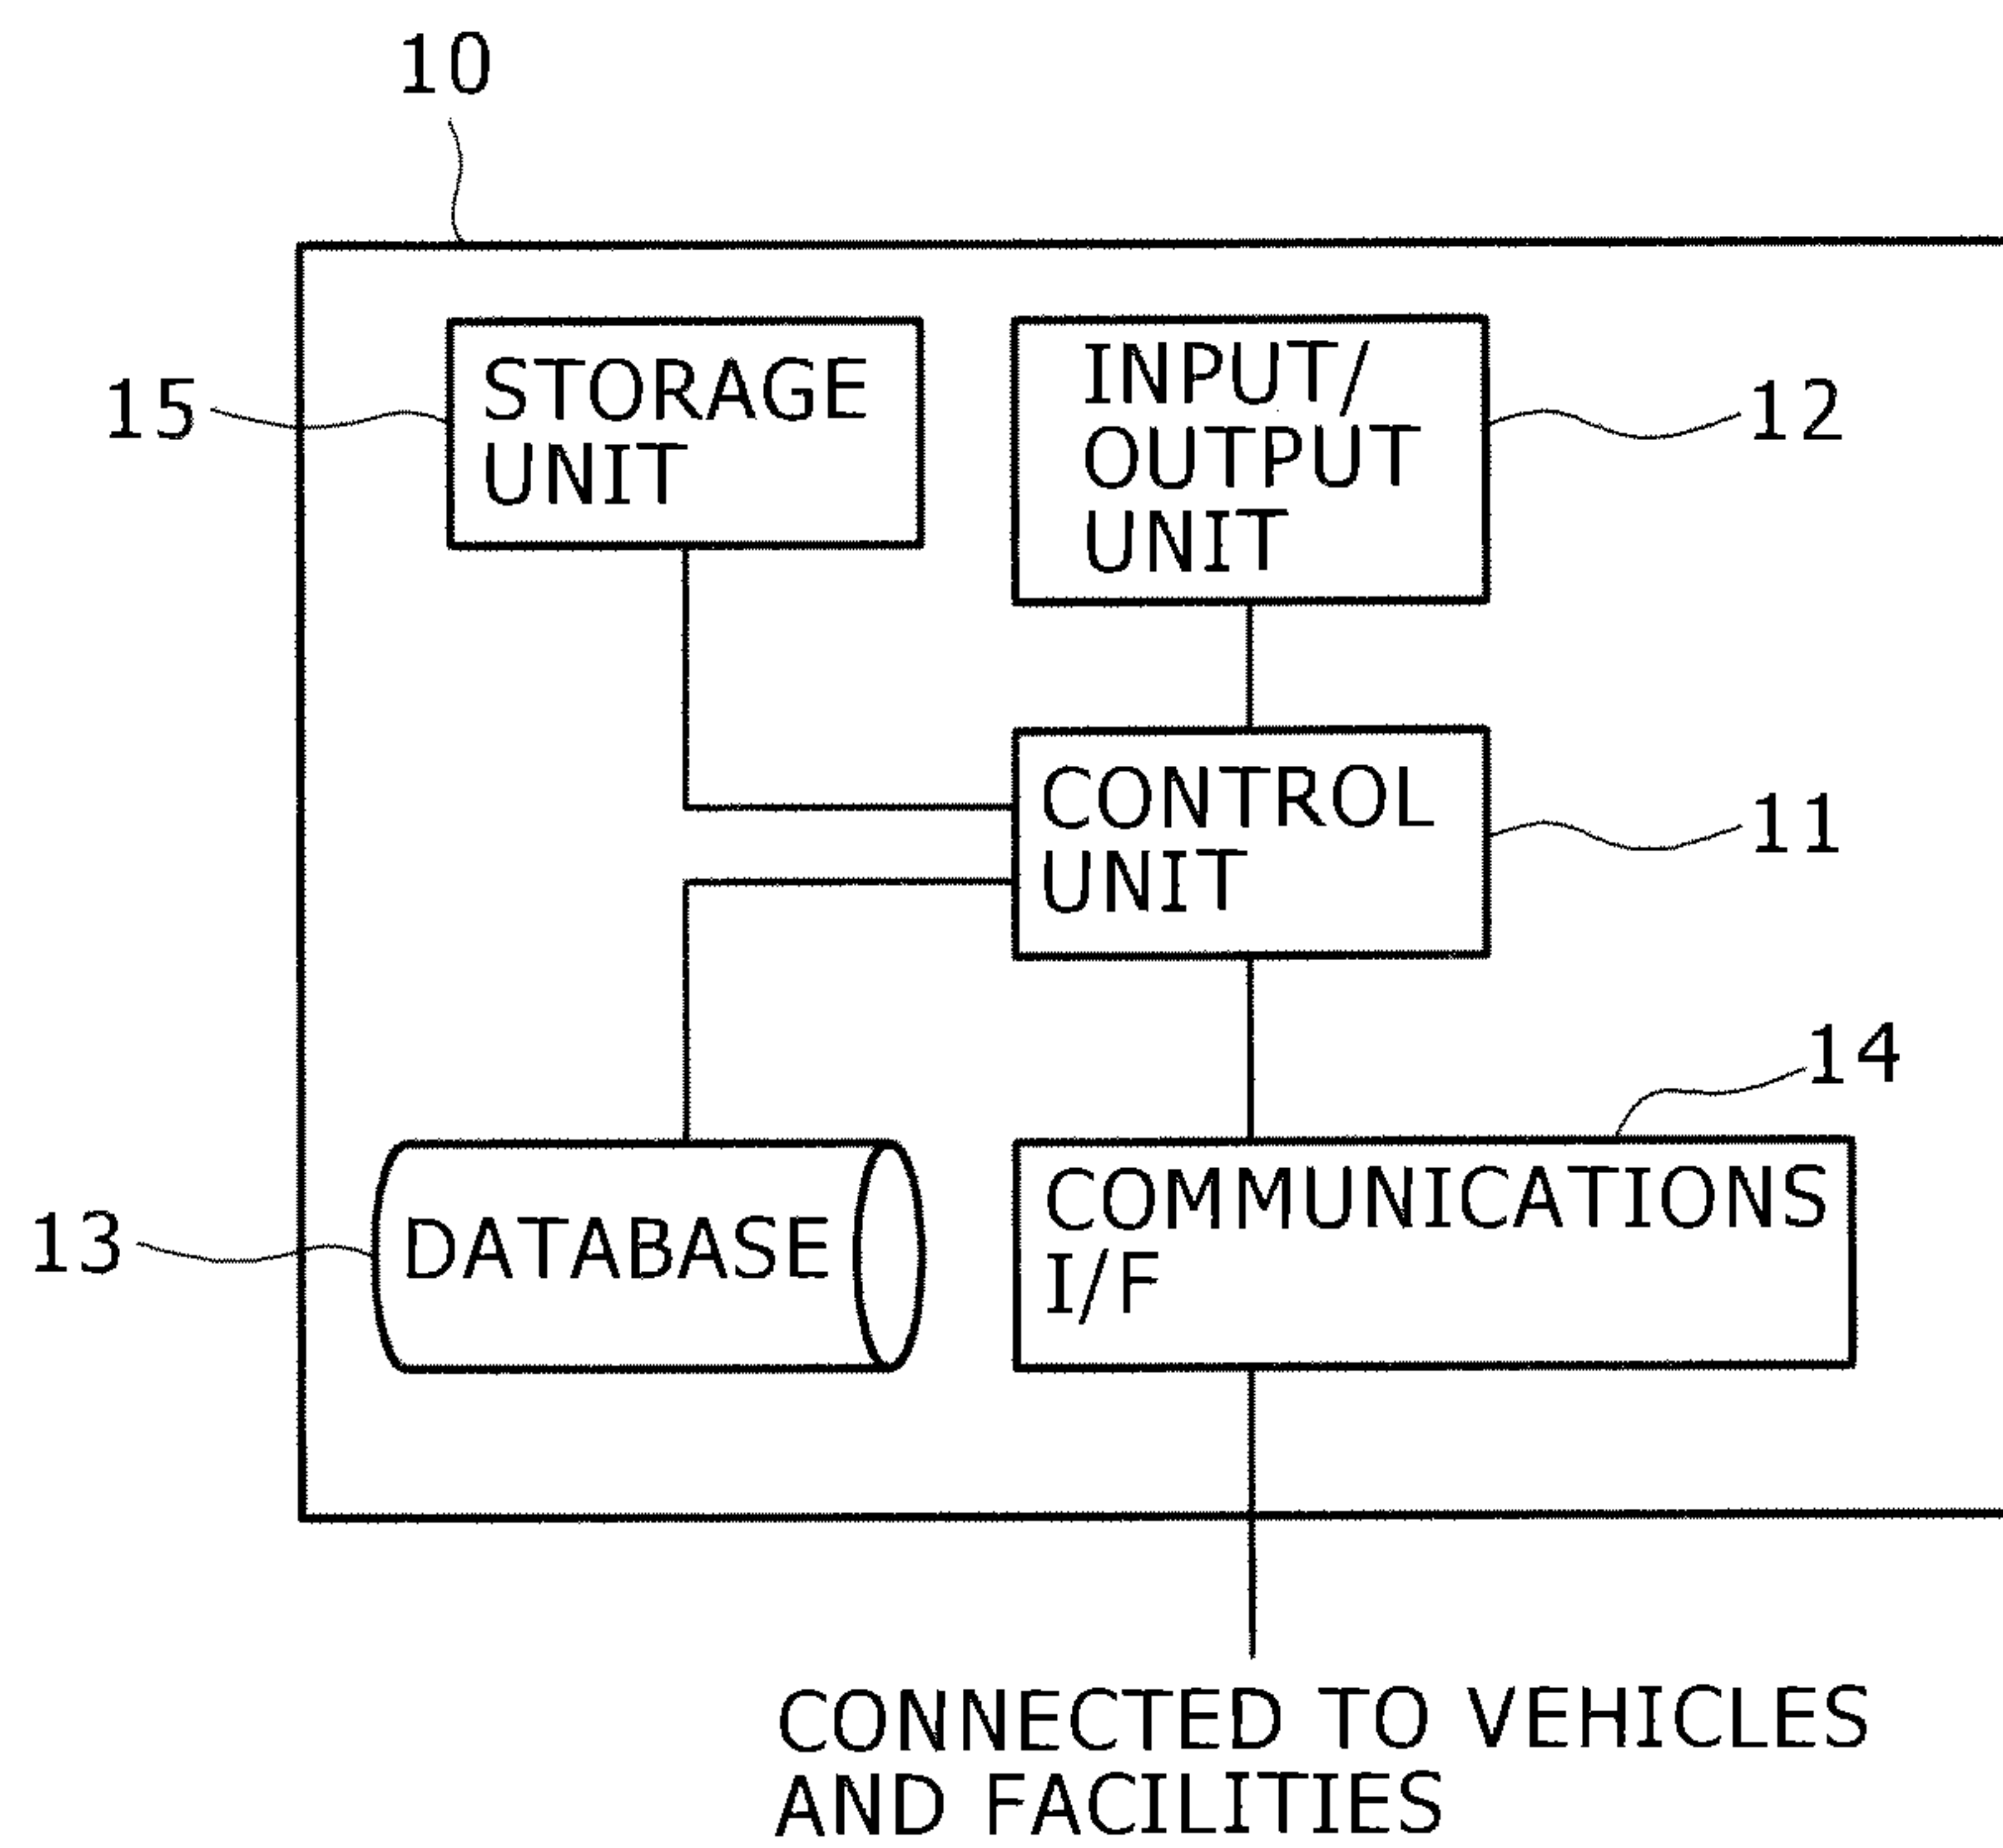 10
15
STORAGE
UNIT
INPUT/
OUTPUT
UNIT
12
CONTROL
UNIT
11
14
13
DATABASE
COMMUNICATIONS
I/F
CONNECTED TO VEHICLES
AND FACILITIES